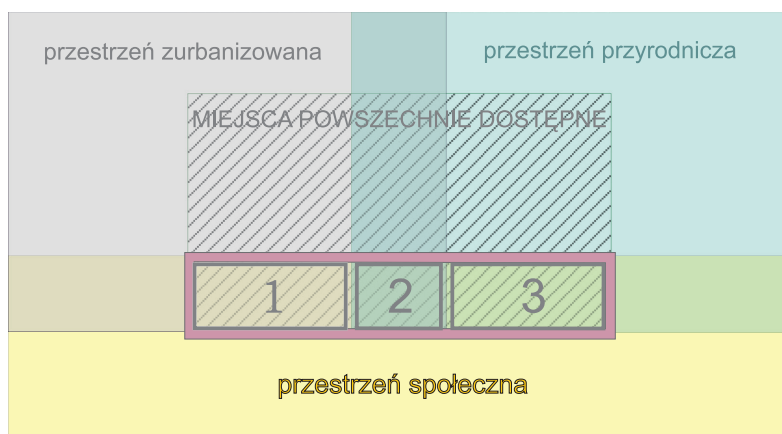 przestrzeń zurbanizowana
przestrzeń przyrodnicza
MIEJSCA POWSZECHNIE DOSTĘPNE
1
2
3
przestrzeń społeczna